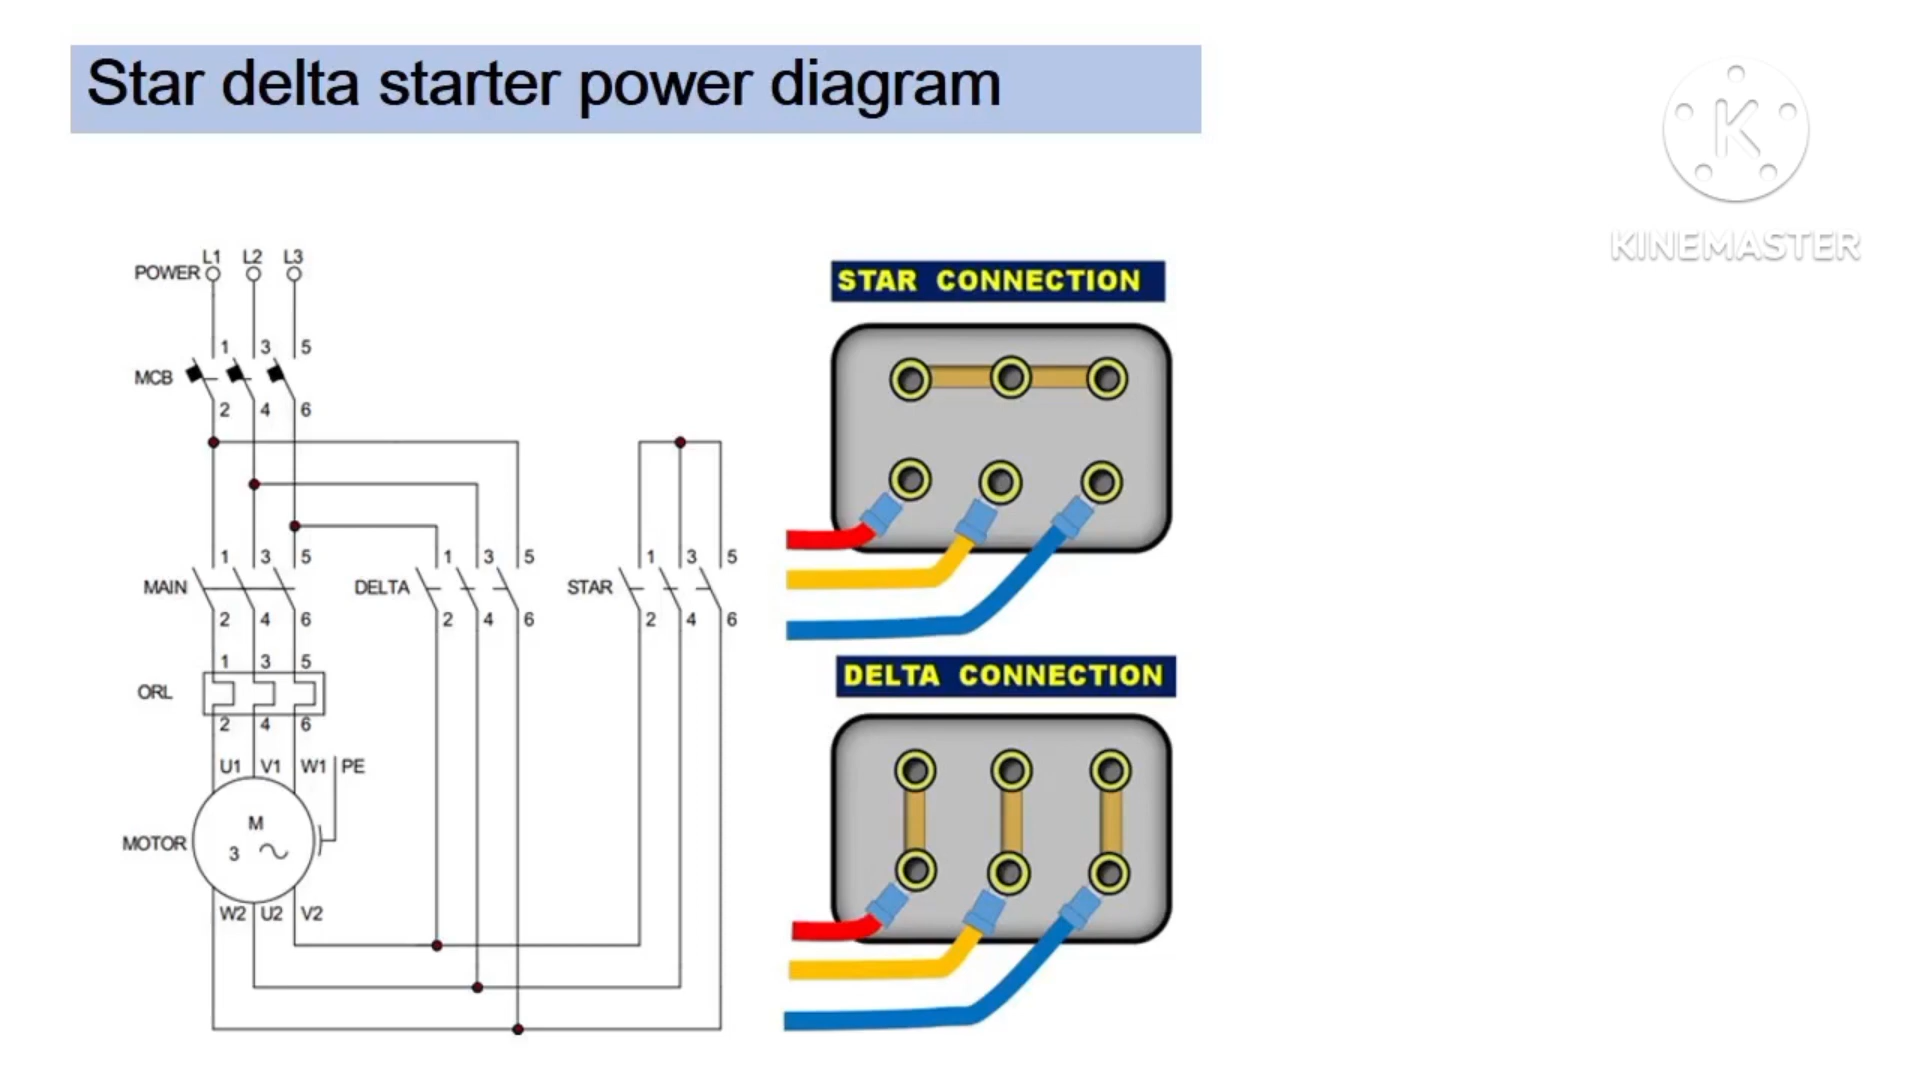 Star delta starter power diagram
K
KINEMASTER
L1 L2 L3
POWER
1 3 5
MCB
2 4 6
1 3 5 1 3 5 1 3 5
MAIN DELTA STAR
2 4 6 2 4 6 2 4 6
1 3 5
ORL
2 4 6
U1 V1 W1 PE
M
MOTOR
3
W2 U2 V2
STAR CONNECTION
DELTA CONNECTION